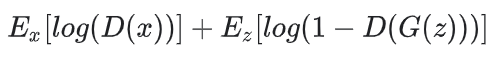 E_x[log(D(x))] + E_z[log(1 − D(G(z)))]